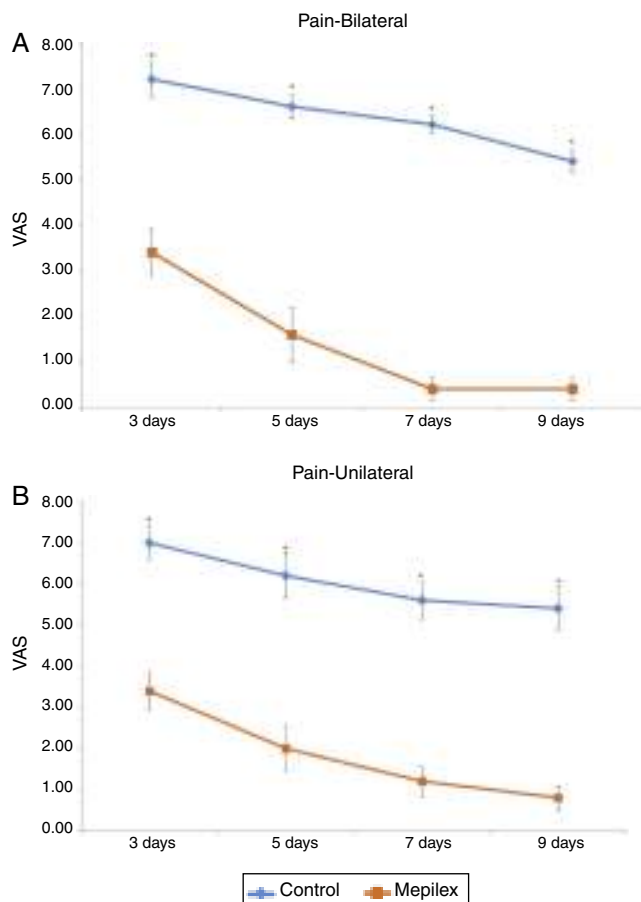 Pain-Bilateral
A
8.00
7.00
6.00
5.00
4.00
3.00
2.00
1.00
0.00
VAS
3 days 5 days 7 days 9 days
Pain-Unilateral
B
8.00
7.00
6.00
5.00
4.00
3.00
2.00
1.00
0.00
VAS
3 days 5 days 7 days 9 days
Control Mepilex